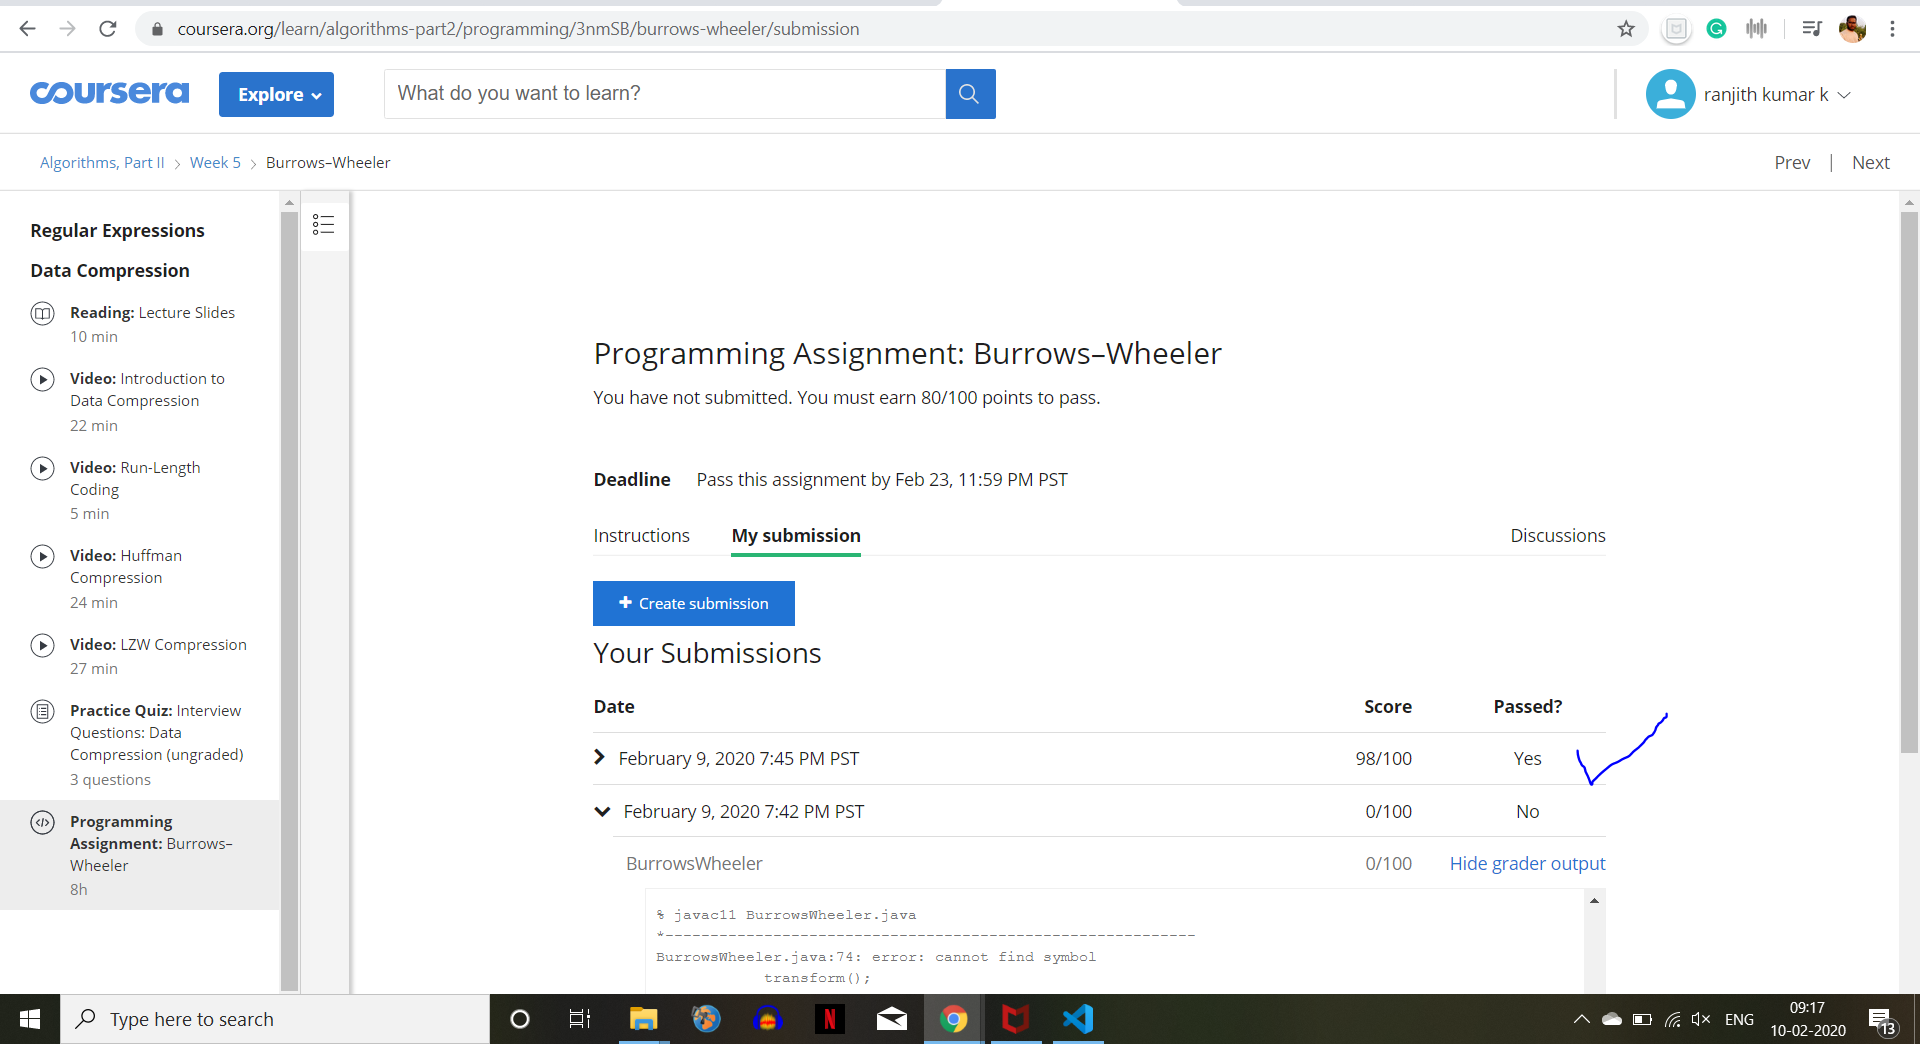 coursera.org/learn/algorithms-part2/programming/3nmSB/burrows-wheeler/submission
coursera
Explore
What do you want to learn?
ranjith kumar k
Algorithms, Part II > Week 5 > Burrows–Wheeler
Prev | Next
Regular Expressions
Data Compression
Reading: Lecture Slides
10 min
Video: Introduction to
Data Compression
22 min
Video: Run-Length
Coding
5 min
Video: Huffman
Compression
24 min
Video: LZW Compression
27 min
Practice Quiz: Interview
Questions: Data
Compression (ungraded)
3 questions
Programming
Assignment: Burrows–
Wheeler
8h
Programming Assignment: Burrows–Wheeler
You have not submitted. You must earn 80/100 points to pass.
Deadline Pass this assignment by Feb 23, 11:59 PM PST
Instructions My submission Discussions
+ Create submission
Your Submissions
Date Score Passed?
February 9, 2020 7:45 PM PST 98/100 Yes
February 9, 2020 7:42 PM PST 0/100 No
BurrowsWheeler 0/100 Hide grader output
% javac11 BurrowsWheeler.java
*-----------------------------------------------------------
BurrowsWheeler.java:74: error: cannot find symbol
transform();
Type here to search
N
ENG
09:17
10-02-2020
13